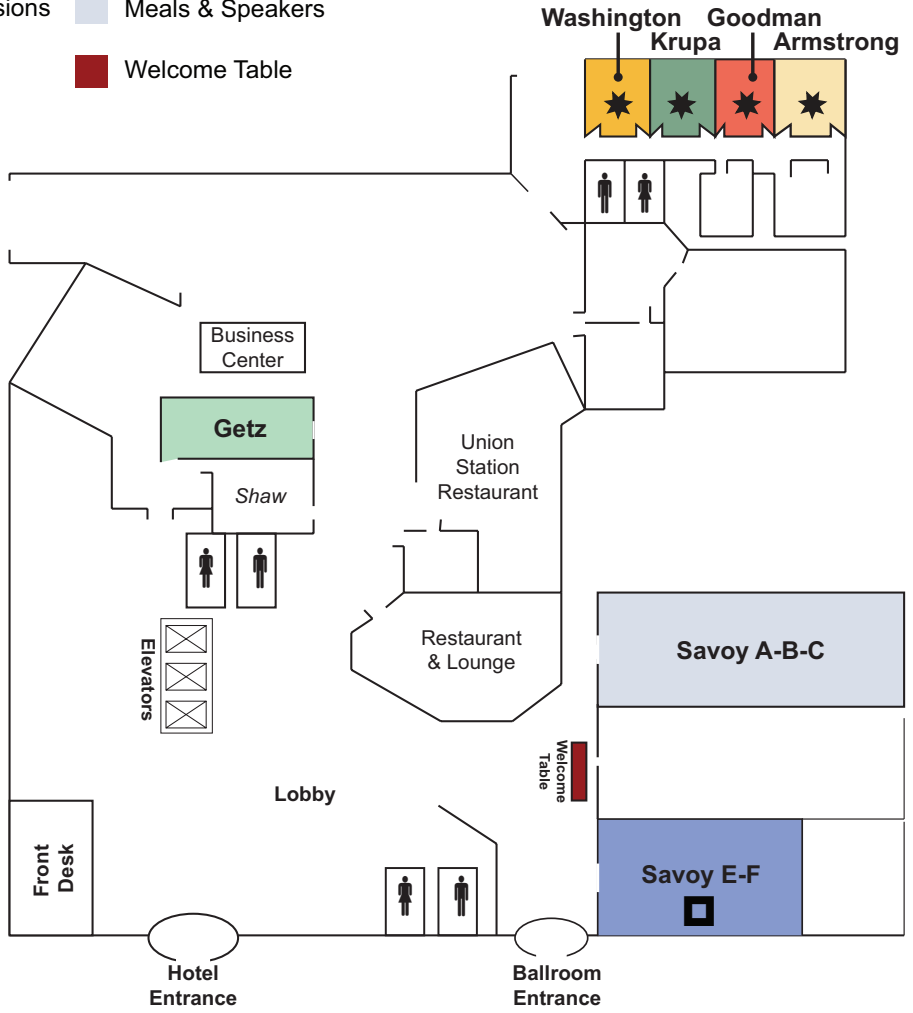 sions
Meals & Speakers
Welcome Table
Washington
Goodman
Krupa
Armstrong
Business
Center
Getz
Shaw
Union
Station
Restaurant
Restaurant
& Lounge
Elevators
Savoy A-B-C
Welcome
Table
Lobby
Front
Desk
Savoy E-F
Hotel
Entrance
Ballroom
Entrance